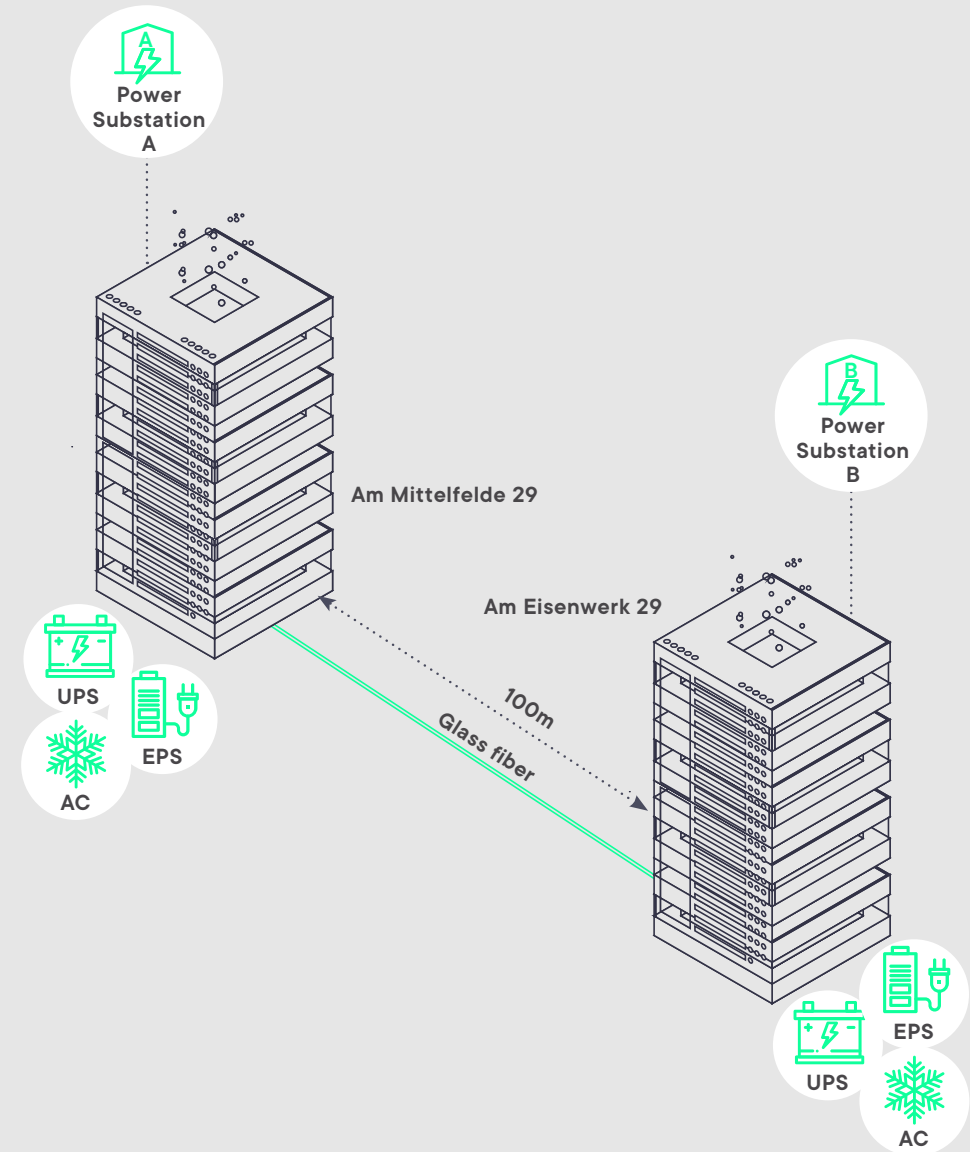 A
Power
Substation
A
Am Mittelfelde 29
B
Power
Substation
B
Am Eisenwerk 29
100m
Glass fiber
UPS
EPS
AC
EPS
UPS
AC